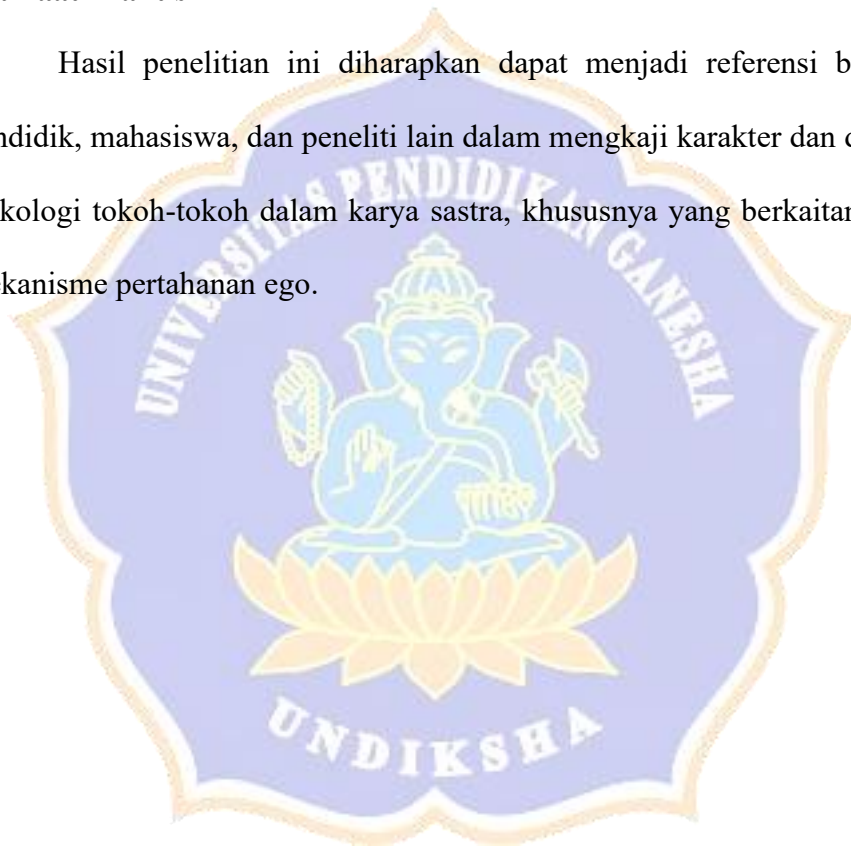 Hasil penelitian ini diharapkan dapat menjadi referensi b
ndidik, mahasiswa, dan peneliti lain dalam mengkaji karakter dan d
kologi tokoh-tokoh dalam karya sastra, khususnya yang berkaitan
ekanisme pertahanan ego.
UNIVERSITAS PENDIDIKAN GANESHA
UNDIKSHA